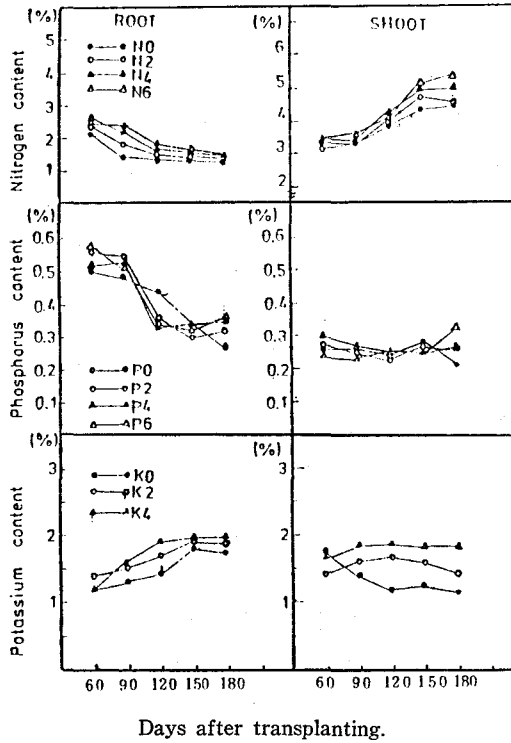 (%) ROOT (%) SHOOT
Nitrogen content
5
4
3
2
1
N0
N2
N4
N6
6
5
4
3
2
(%) (%)
Phosphorus content
0.6
0.5
0.4
0.3
0.2
0.1
P0
P2
P4
P6
0.6
0.5
0.4
0.3
0.2
0.1
(%) (%)
Potassium content
3
2
1
K0
K2
K4
3
2
1
60 90 120 150 180 60 90 120 150 180
Days after transplanting.